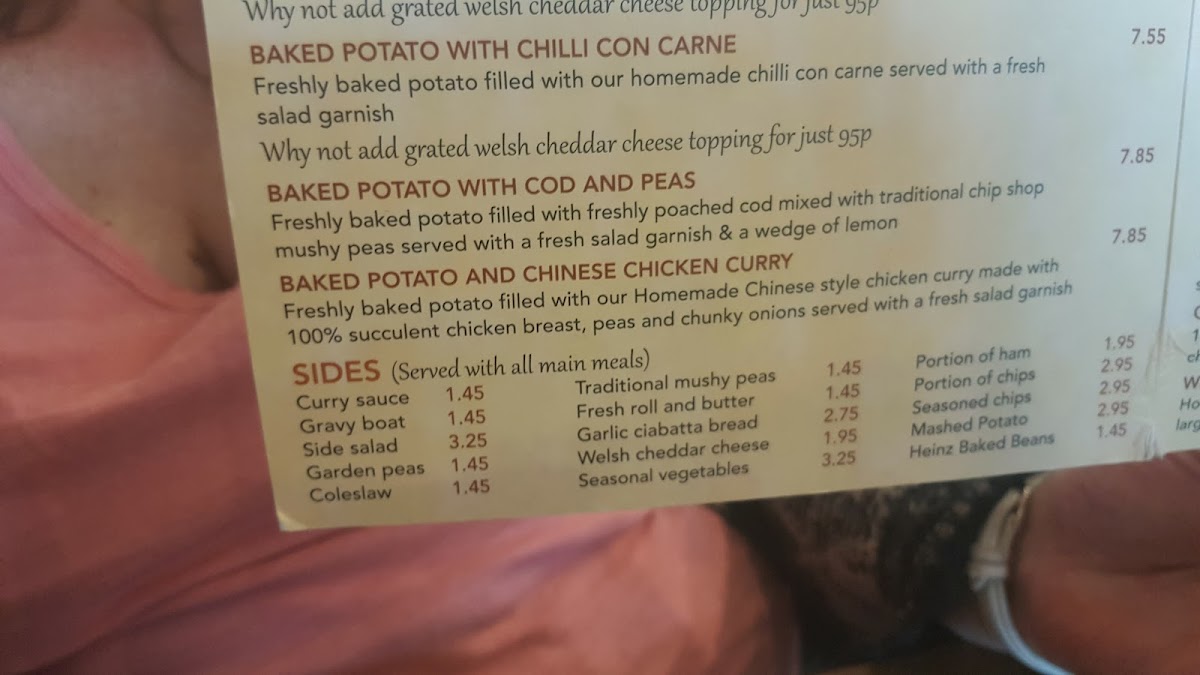 Why not add grated welsh cheddar cheese topping for just 95p
BAKED POTATO WITH CHILLI CON CARNE 7.55
Freshly baked potato filled with our homemade chilli con carne served with a fresh
salad garnish
Why not add grated welsh cheddar cheese topping for just 95p
BAKED POTATO WITH COD AND PEAS 7.85
Freshly baked potato filled with freshly poached cod mixed with traditional chip shop
mushy peas served with a fresh salad garnish & a wedge of lemon
BAKED POTATO AND CHINESE CHICKEN CURRY 7.85
Freshly baked potato filled with our Homemade Chinese style chicken curry made with
100% succulent chicken breast, peas and chunky onions served with a fresh salad garnish
SIDES (Served with all main meals)
Curry sauce 1.45
Gravy boat 1.45
Side salad 3.25
Garden peas 1.45
Coleslaw 1.45
Traditional mushy peas 1.45
Fresh roll and butter 1.45
Garlic ciabatta bread 2.75
Welsh cheddar cheese 1.95
Seasonal vegetables 3.25
Portion of ham 1.95
Portion of chips 2.95
Seasoned chips 2.95
Mashed Potato 2.95
Heinz Baked Beans 1.45